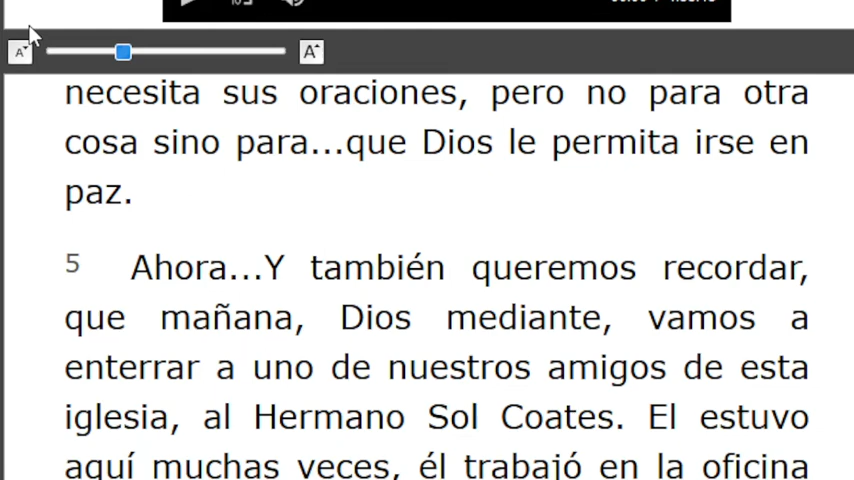 A
A
necesita sus oraciones, pero no para otra
cosa sino para...que Dios le permita irse en
paz.
5 Ahora...Y también queremos recordar,
que mañana, Dios mediante, vamos a
enterrar a uno de nuestros amigos de esta
iglesia, al Hermano Sol Coates. El estuvo
aquí muchas veces, él trabajó en la oficina